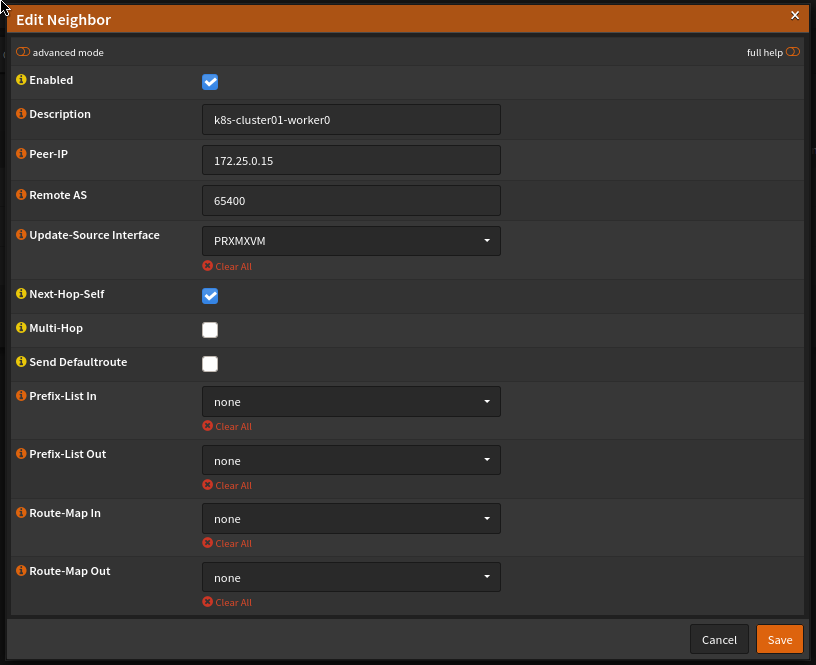 Edit Neighbor
×
advanced mode
full help
Enabled
Description
k8s-cluster01-worker0
Peer-IP
172.25.0.15
Remote AS
65400
Update-Source Interface
PRXMXVM
Clear All
Next-Hop-Self
Multi-Hop
Send Defaultroute
Prefix-List In
none
Clear All
Prefix-List Out
none
Clear All
Route-Map In
none
Clear All
Route-Map Out
none
Clear All
Cancel
Save